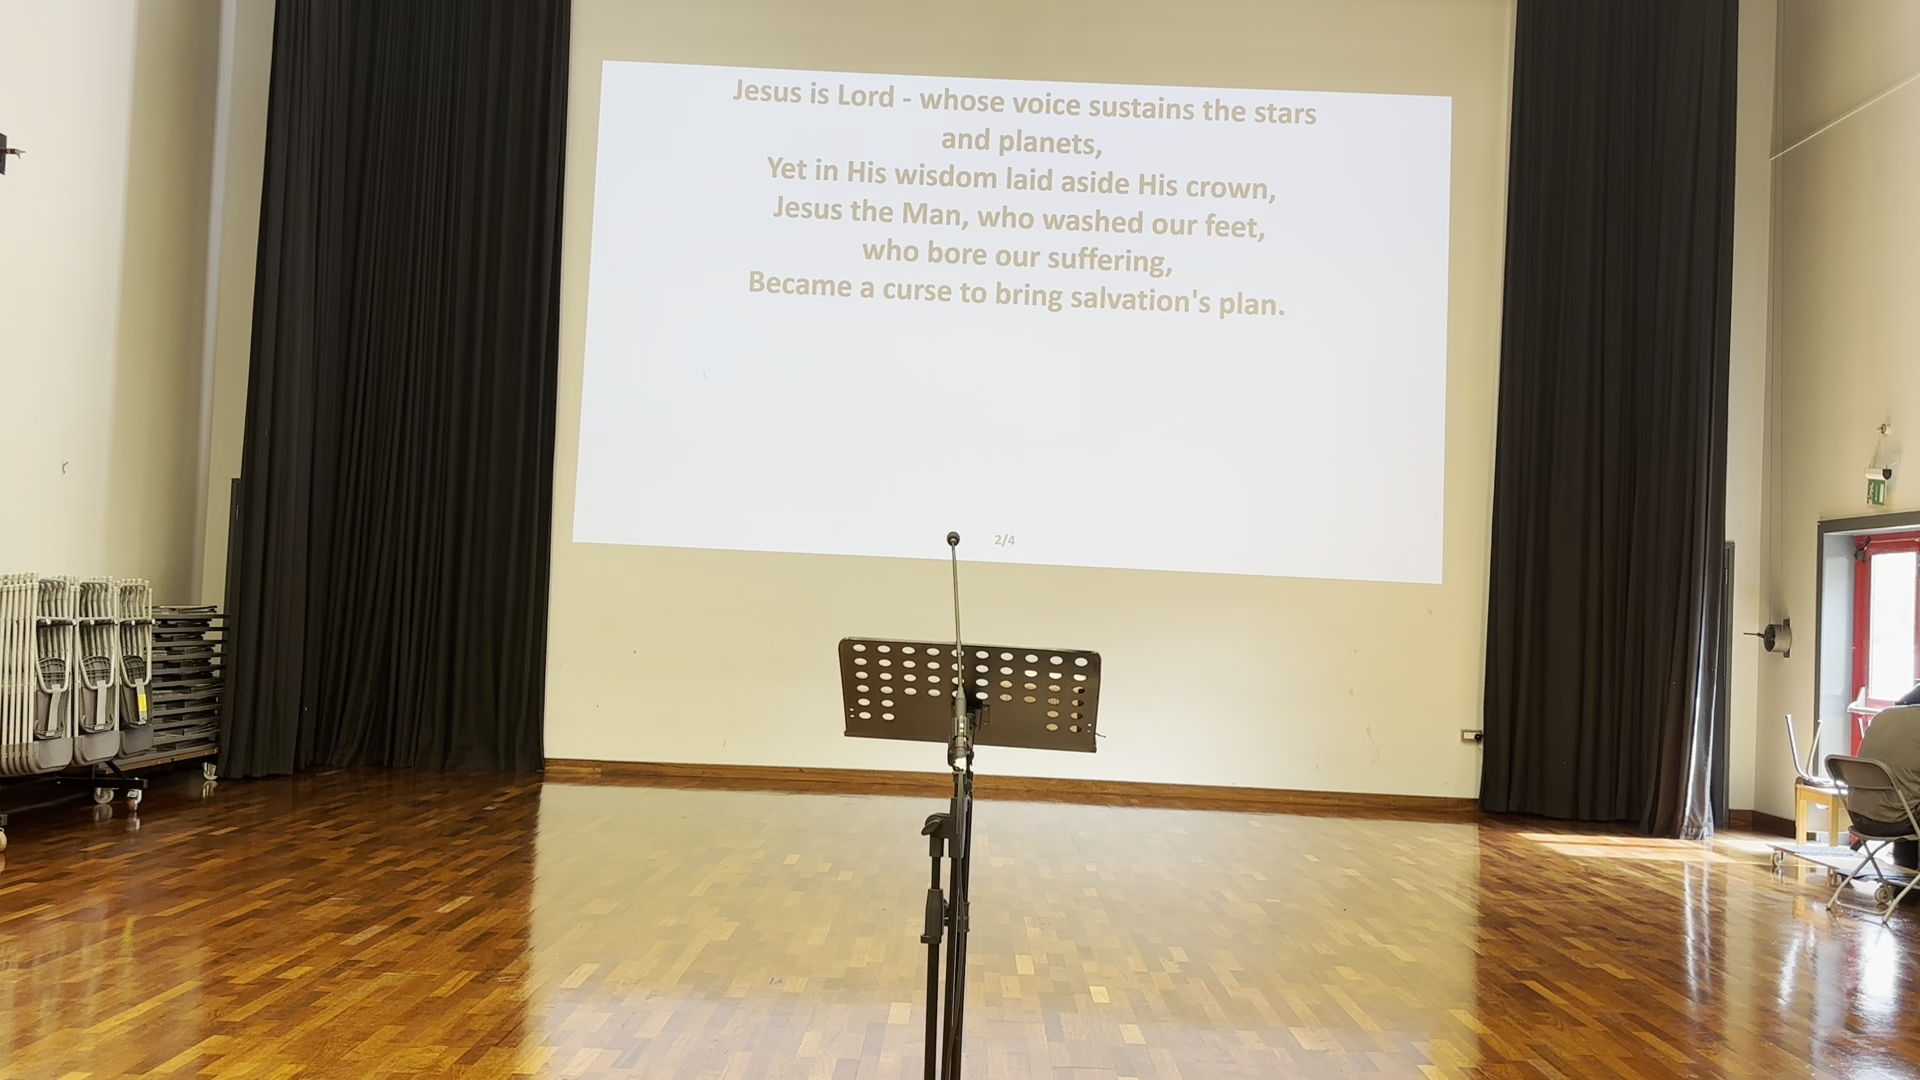 Jesus is Lord - whose voice sustains the stars
and planets,
Yet in His wisdom laid aside His crown,
Jesus the Man, who washed our feet,
who bore our suffering,
Became a curse to bring salvation's plan.
2/4